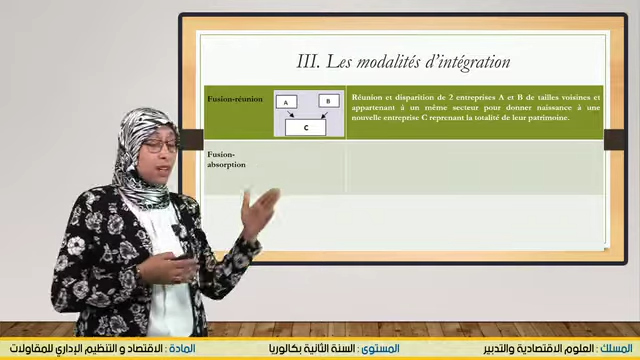 III. Les modalités d'intégration
Fusion-réunion
A
B
C
Réunion et disparition de 2 entreprises A et B de tailles voisines et
appartenant à un même secteur pour donner naissance à une
nouvelle entreprise C reprenant la totalité de leur patrimoine.
Fusion-
absorption
المسلك : العلوم الاقتصادية والتدبير
المستوى : السنة الثانية بكالوريا
المادة : الاقتصاد و التنظيم الإداري للمقاولات